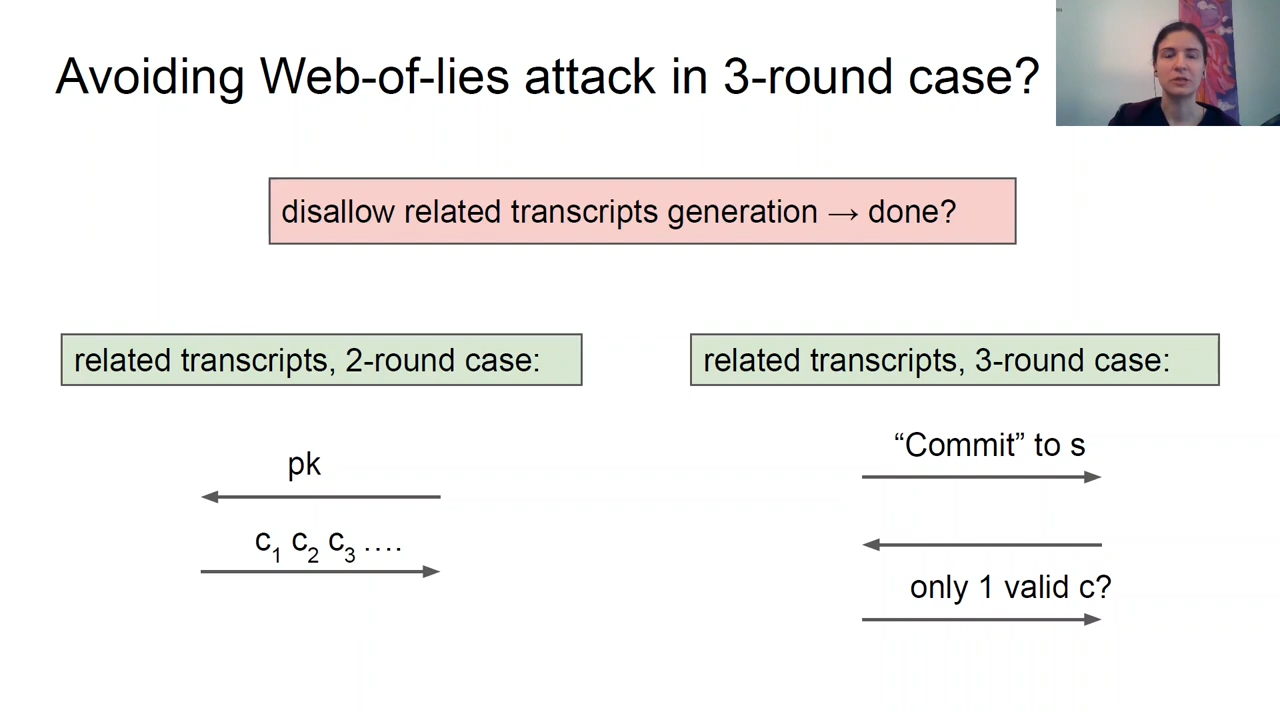 Avoiding Web-of-lies attack in 3-round case?
disallow related transcripts generation → done?
related transcripts, 2-round case:
related transcripts, 3-round case:
pk
c₁ c₂ c₃ ....
“Commit” to s
only 1 valid c?